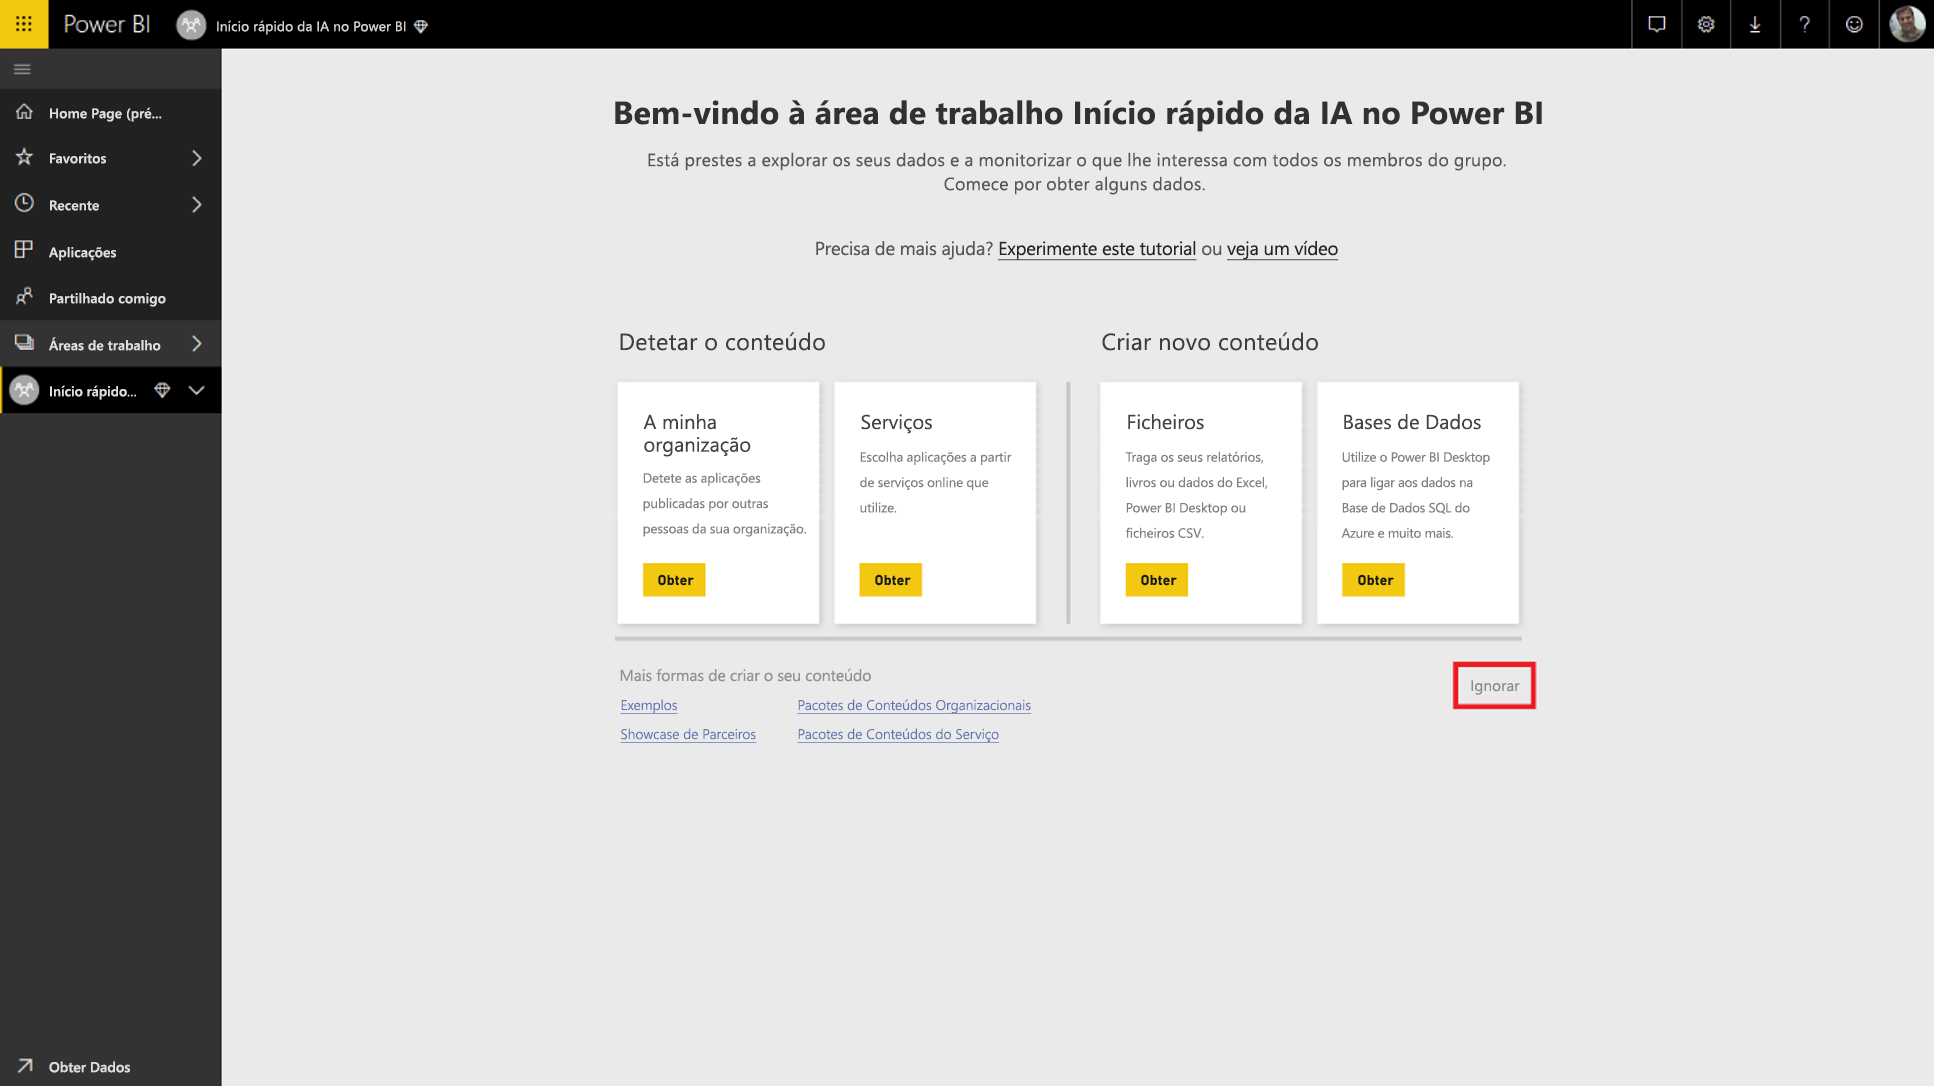 Power BI
Início rápido da IA no Power BI
?
Home Page (pré...
Favoritos
Recente
Aplicações
Partilhado comigo
Áreas de trabalho
Início rápido...
Obter Dados
Bem-vindo à área de trabalho Início rápido da IA no Power BI
Está prestes a explorar os seus dados e a monitorizar o que lhe interessa com todos os membros do grupo.
Comece por obter alguns dados.
Precisa de mais ajuda? Experimente este tutorial ou veja um vídeo
Detetar o conteúdo
A minha
organização
Detete as aplicações
publicadas por outras
pessoas da sua organização.
Obter
Serviços
Escolha aplicações a partir
de serviços online que
utilize.
Obter
Criar novo conteúdo
Ficheiros
Traga os seus relatórios,
livros ou dados do Excel,
Power BI Desktop ou
ficheiros CSV.
Obter
Bases de Dados
Utilize o Power BI Desktop
para ligar aos dados na
Base de Dados SQL do
Azure e muito mais.
Obter
Mais formas de criar o seu conteúdo
Exemplos
Pacotes de Conteúdos Organizacionais
Showcase de Parceiros
Pacotes de Conteúdos do Serviço
Ignorar